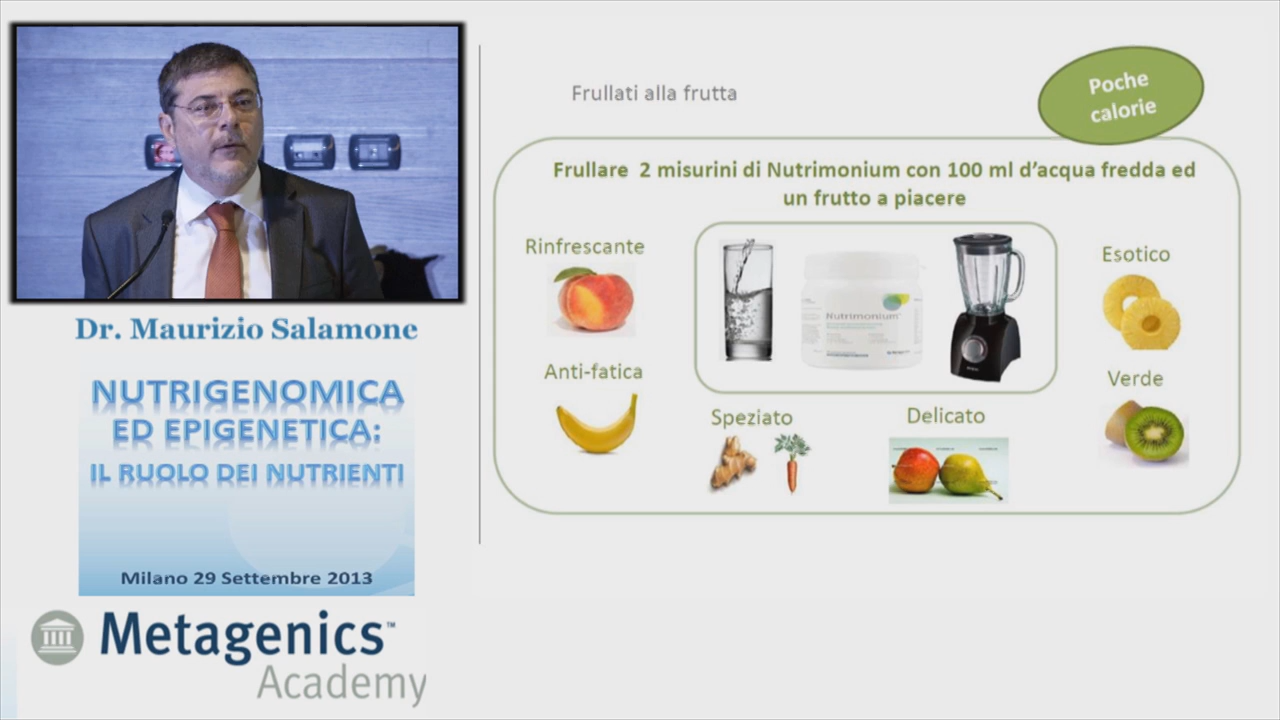 Dr. Maurizio Salamone
NUTRIGENOMICA
ED EPIGENETICA:
IL RUOLO DEI NUTRIENTI
Milano 29 Settembre 2013
Metagenics™
Academy
Frullati alla frutta
Poche
calorie
Frullare 2 misurini di Nutrimonium con 100 ml d’acqua fredda ed
un frutto a piacere
Rinfrescante
Nutrimonium
Esotico
Anti-fatica
Verde
Speziato
Delicato